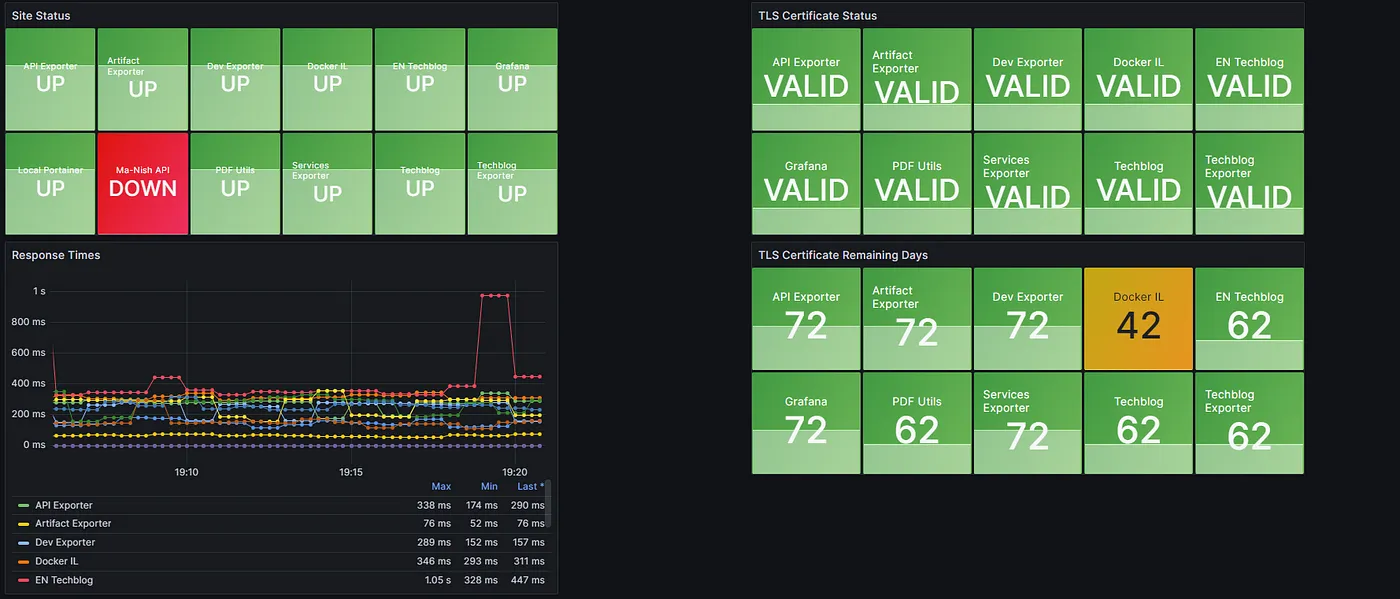 Site Status
API Exporter
UP
Artifact
Exporter
UP
Dev Exporter
UP
Docker IL
UP
EN Techblog
UP
Grafana
UP
Local Portainer
UP
Ma-Nish API
DOWN
PDF Utils
UP
Services
Exporter
UP
Techblog
UP
Techblog
Exporter
UP
Response Times
1 s
800 ms
600 ms
400 ms
200 ms
0 ms
19:10 19:15 19:20
Max Min Last *
API Exporter 338 ms 174 ms 290 ms
Artifact Exporter 76 ms 52 ms 76 ms
Dev Exporter 289 ms 152 ms 157 ms
Docker IL 346 ms 293 ms 311 ms
EN Techblog 1.05 s 328 ms 447 ms
TLS Certificate Status
API Exporter
VALID
Artifact
Exporter
VALID
Dev Exporter
VALID
Docker IL
VALID
EN Techblog
VALID
Grafana
VALID
PDF Utils
VALID
Services
Exporter
VALID
Techblog
VALID
Techblog
Exporter
VALID
TLS Certificate Remaining Days
API Exporter
72
Artifact
Exporter
72
Dev Exporter
72
Docker IL
42
EN Techblog
62
Grafana
72
PDF Utils
62
Services
Exporter
72
Techblog
62
Techblog
Exporter
62